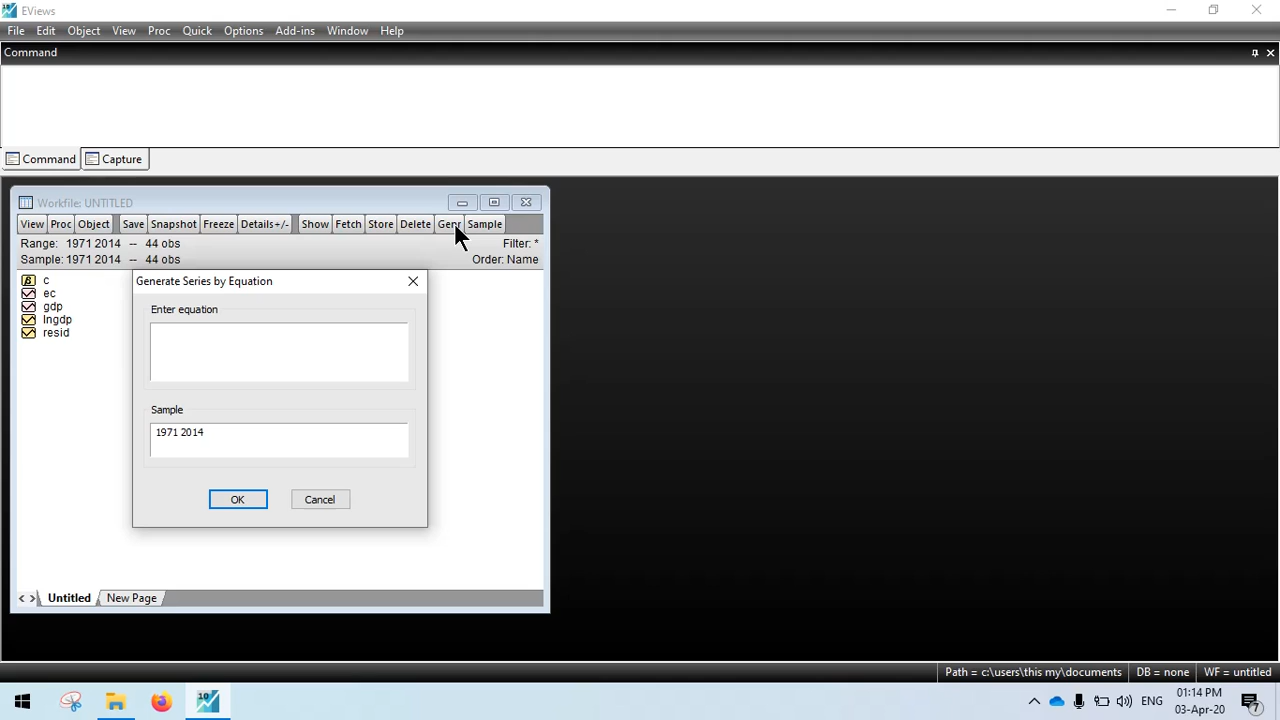 10 EViews
File Edit Object View Proc Quick Options Add-ins Window Help
Command
Command Capture
Workfile: UNTITLED
View Proc Object Save Snapshot Freeze Details+/- Show Fetch Store Delete Genr Sample
Range: 1971 2014 -- 44 obs Filter: *
Sample: 1971 2014 -- 44 obs Order: Name
β c
ec
gdp
lngdp
resid
Generate Series by Equation
Enter equation
Sample
1971 2014
OK Cancel
< > Untitled New Page
Path = c:\users\this my\documents DB = none WF = untitled
10 ENG 01:14 PM
03-Apr-20 7